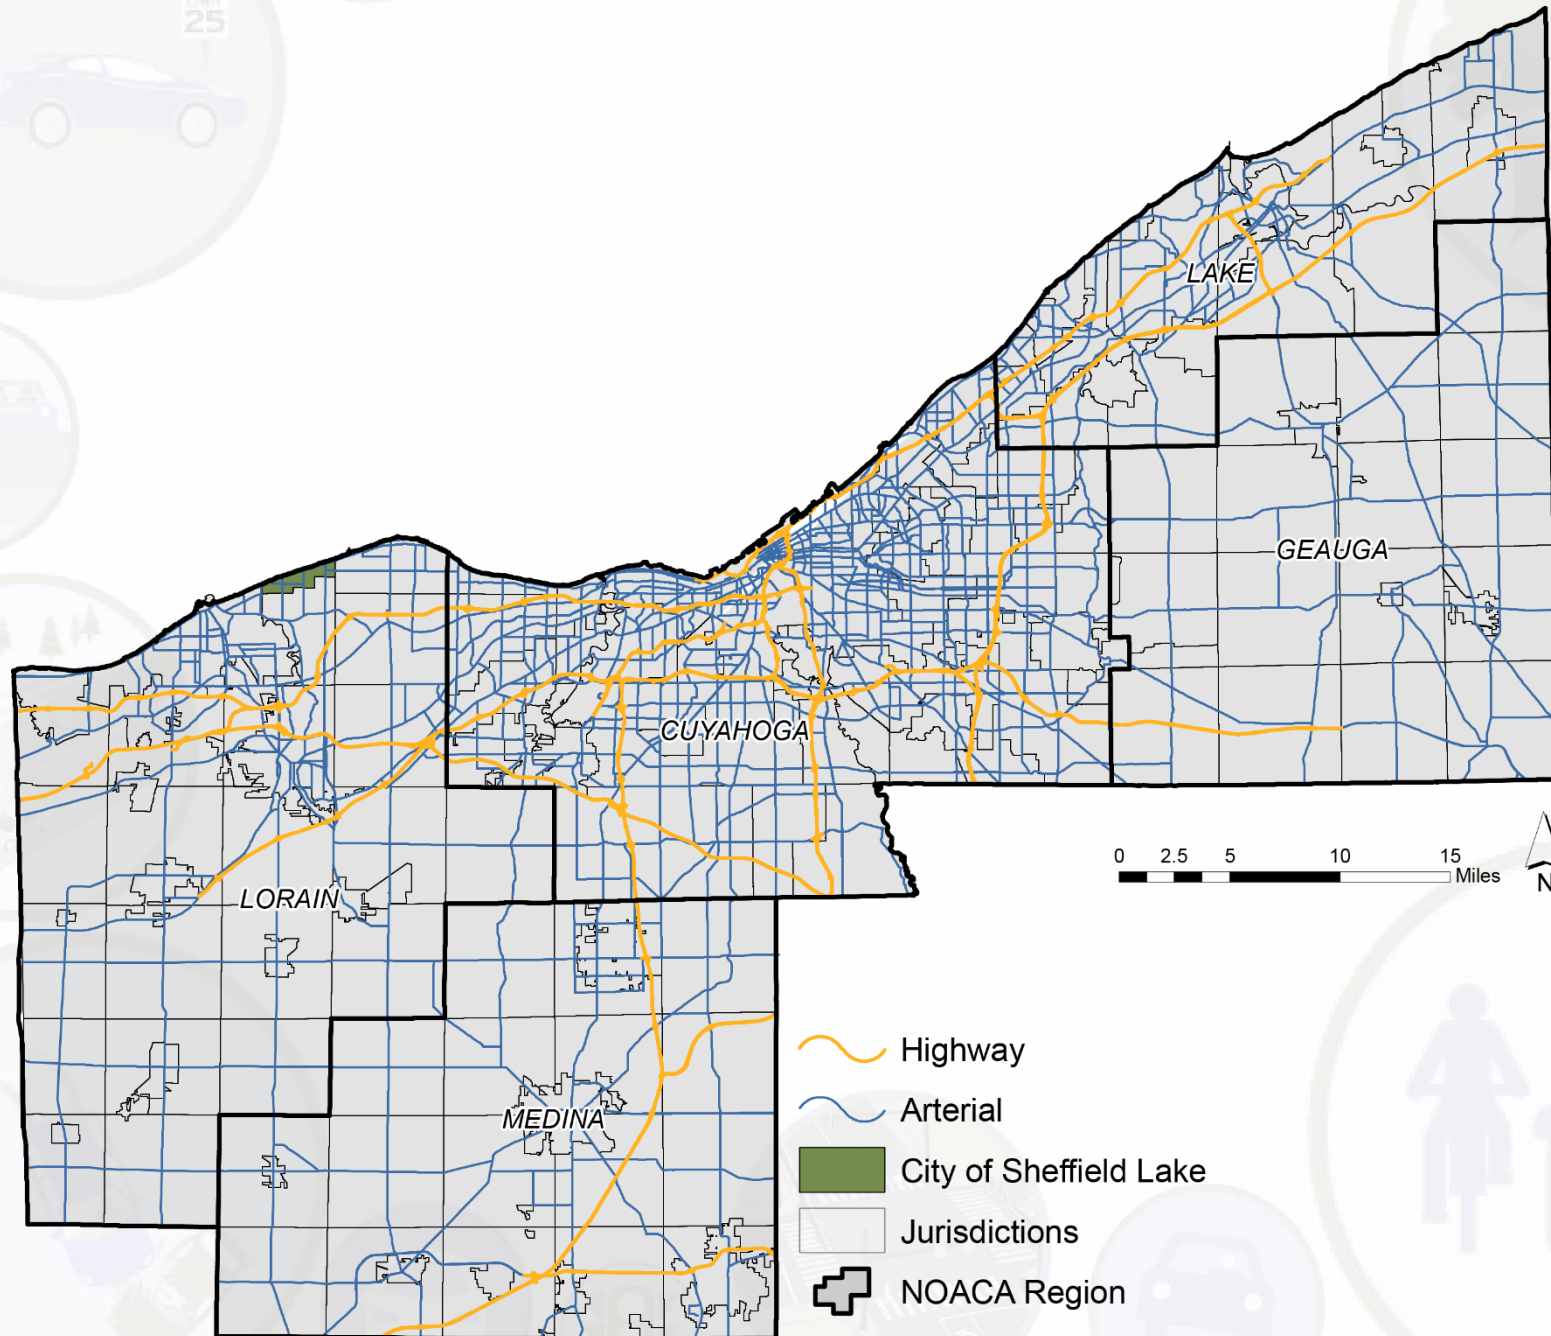 25
LAKE
GEAUGA
CUYAHOGA
LORAIN
MEDINA
0 2.5 5 10 15
Miles
N
Highway
Arterial
City of Sheffield Lake
Jurisdictions
NOACA Region